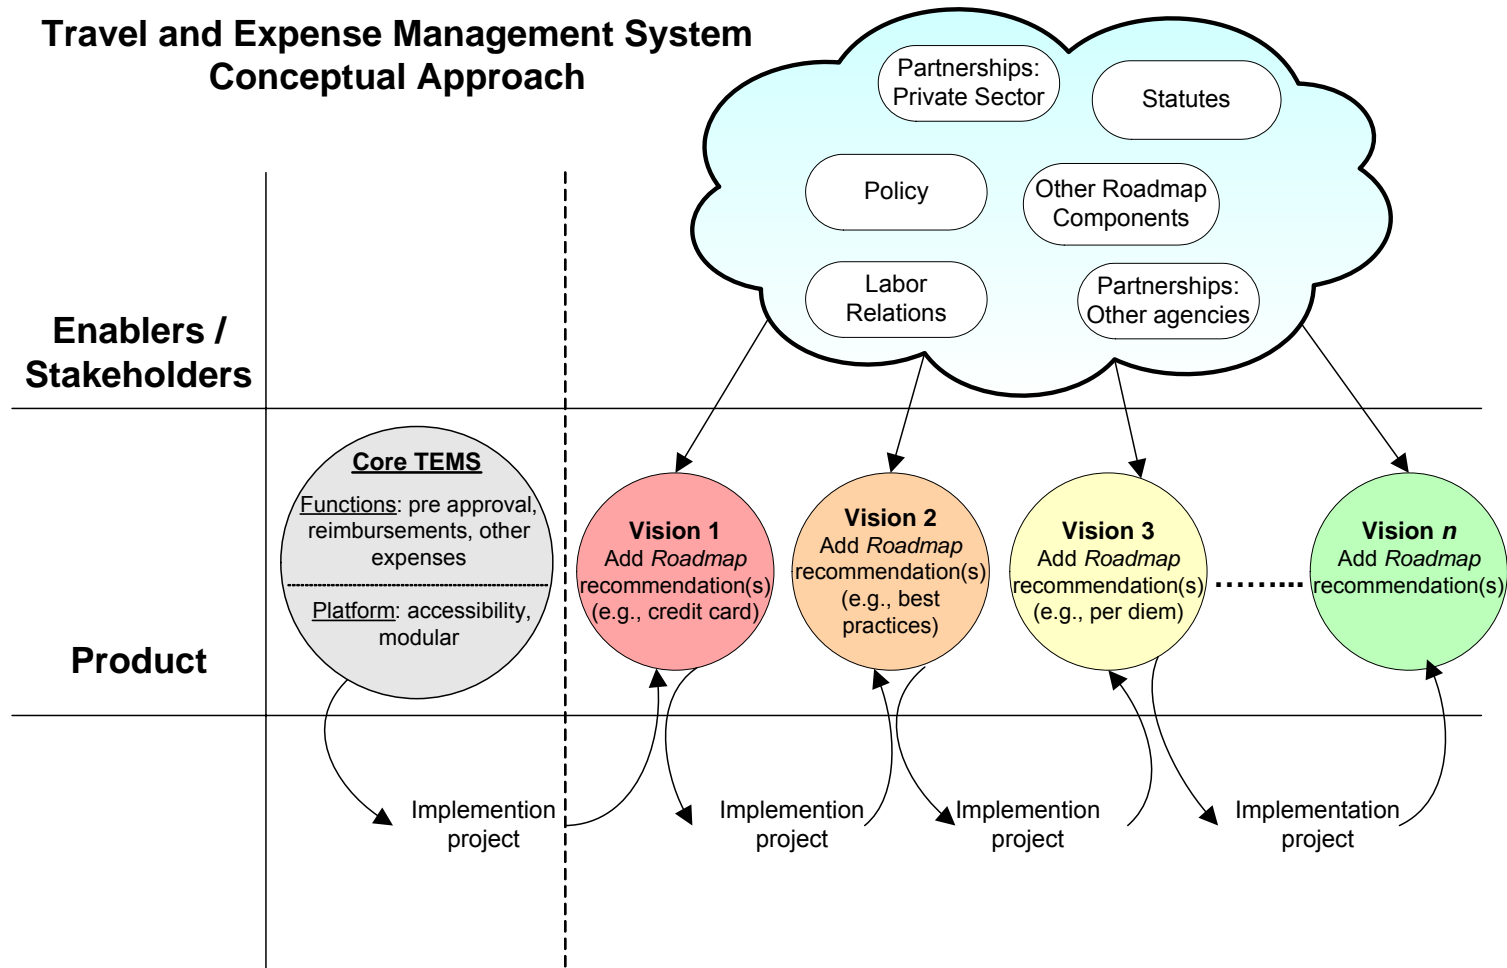 Travel and Expense Management System
Conceptual Approach
Partnerships:
Private Sector
Statutes
Policy
Other Roadmap
Components
Labor
Relations
Partnerships:
Other agencies
Enablers /
Stakeholders
Core TEMS
Functions: pre approval,
reimbursements, other
expenses
Platform: accessibility,
modular
Vision 1
Add Roadmap
recommendation(s)
(e.g., credit card)
Vision 2
Add Roadmap
recommendation(s)
(e.g., best
practices)
Vision 3
Add Roadmap
recommendation(s)
(e.g., per diem)
.........
Vision n
Add Roadmap
recommendation(s)
Product
Implemention
project
Implemention
project
Implemention
project
Implementation
project